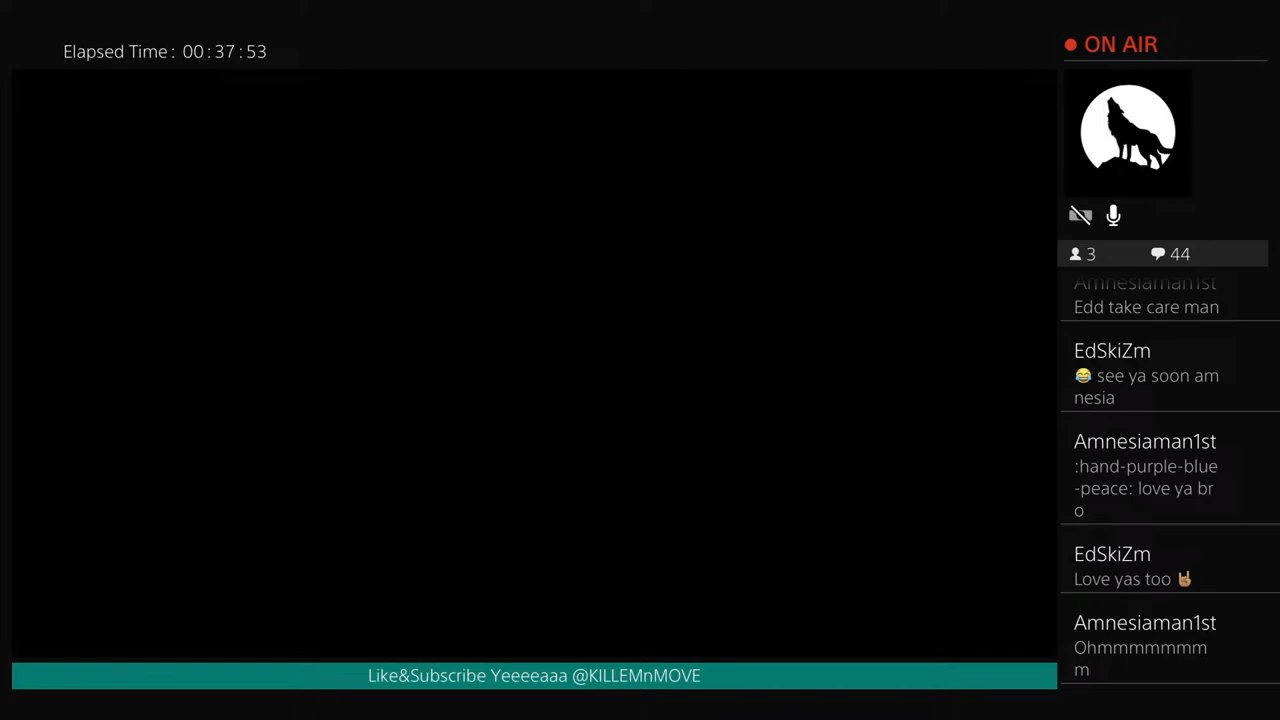 Elapsed Time: 00:37:53
ON AIR
3 44
Amnesiaman1st
Edd take care man
EdSkiZm
😂 see ya soon am
nesia
Amnesiaman1st
:hand-purple-blue
-peace: love ya br
o
EdSkiZm
Love yas too 🤘🏽
Amnesiaman1st
Ohmmmmmmm
m
Like&Subscribe Yeeeeaaa @KILLEMnMOVE